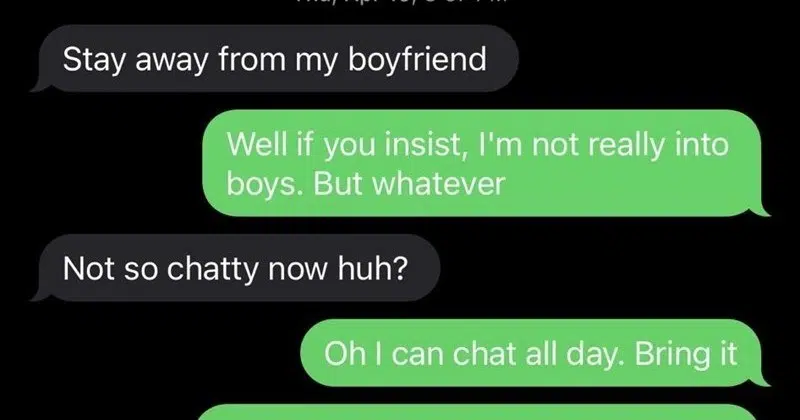 Stay away from my boyfriend
Well if you insist, I'm not really into
boys. But whatever
Not so chatty now huh?
Oh I can chat all day. Bring it